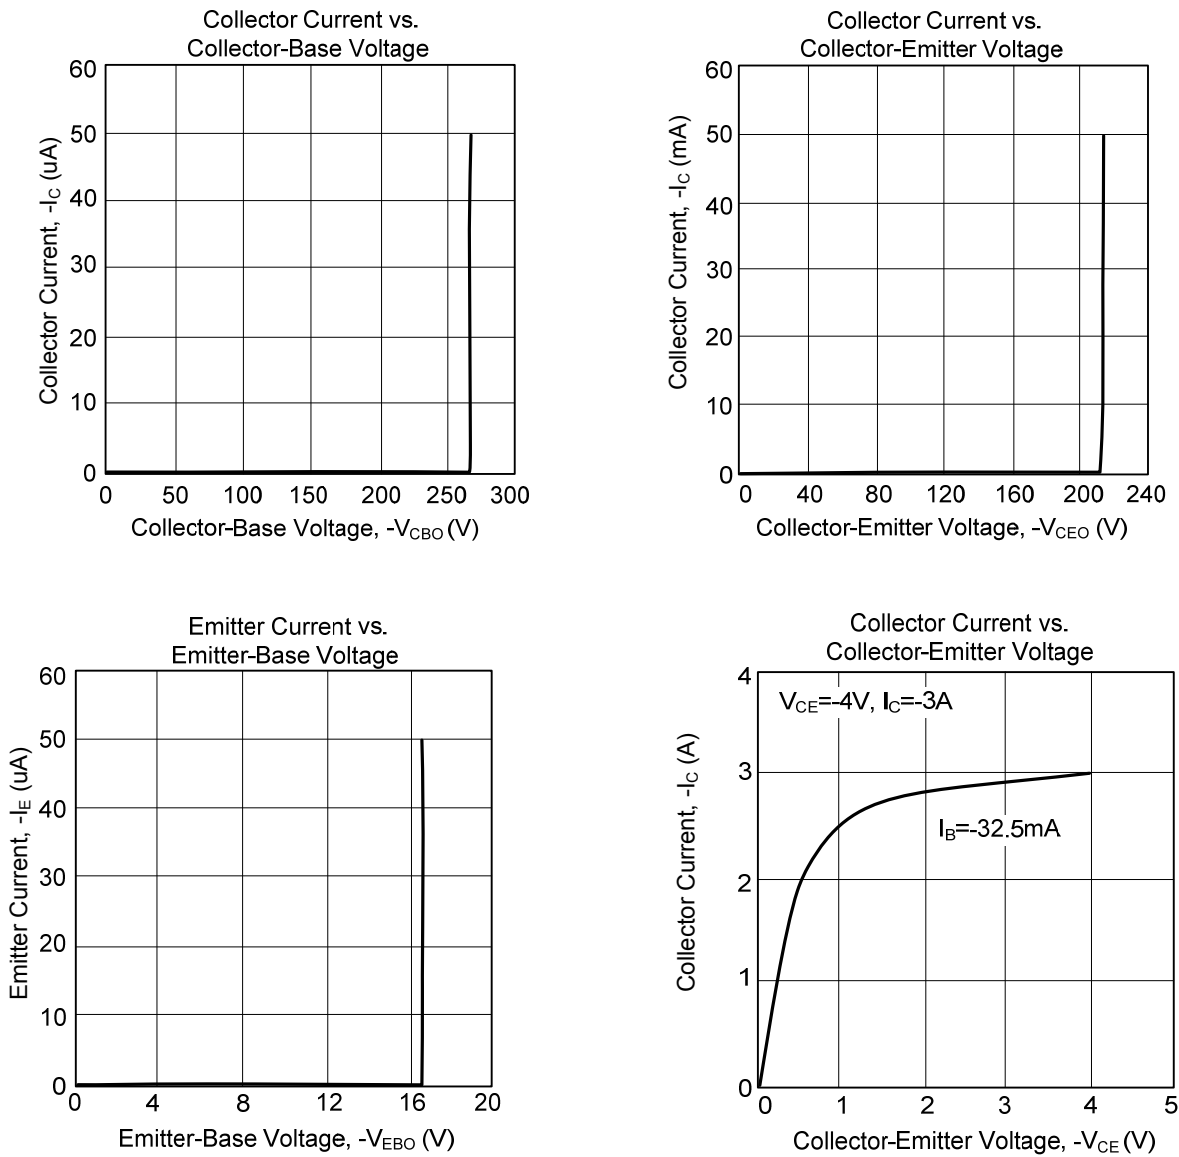 Collector Current vs.
Collector-Base Voltage
60
50
40
30
20
10
0
Collector Current, -IC (uA)
0 50 100 150 200 250 300
Collector-Base Voltage, -VCBO (V)
Collector Current vs.
Collector-Emitter Voltage
60
50
40
30
20
10
0
Collector Current, -IC (mA)
0 40 80 120 160 200 240
Collector-Emitter Voltage, -VCEO (V)
Emitter Current vs.
Emitter-Base Voltage
60
50
40
30
20
10
0
Emitter Current, -IE (uA)
0 4 8 12 16 20
Emitter-Base Voltage, -VEBO (V)
Collector Current vs.
Collector-Emitter Voltage
4
3
2
1
0
Collector Current, -IC (A)
VCE=-4V, IC=-3A
IB=-32.5mA
0 1 2 3 4 5
Collector-Emitter Voltage, -VCE (V)